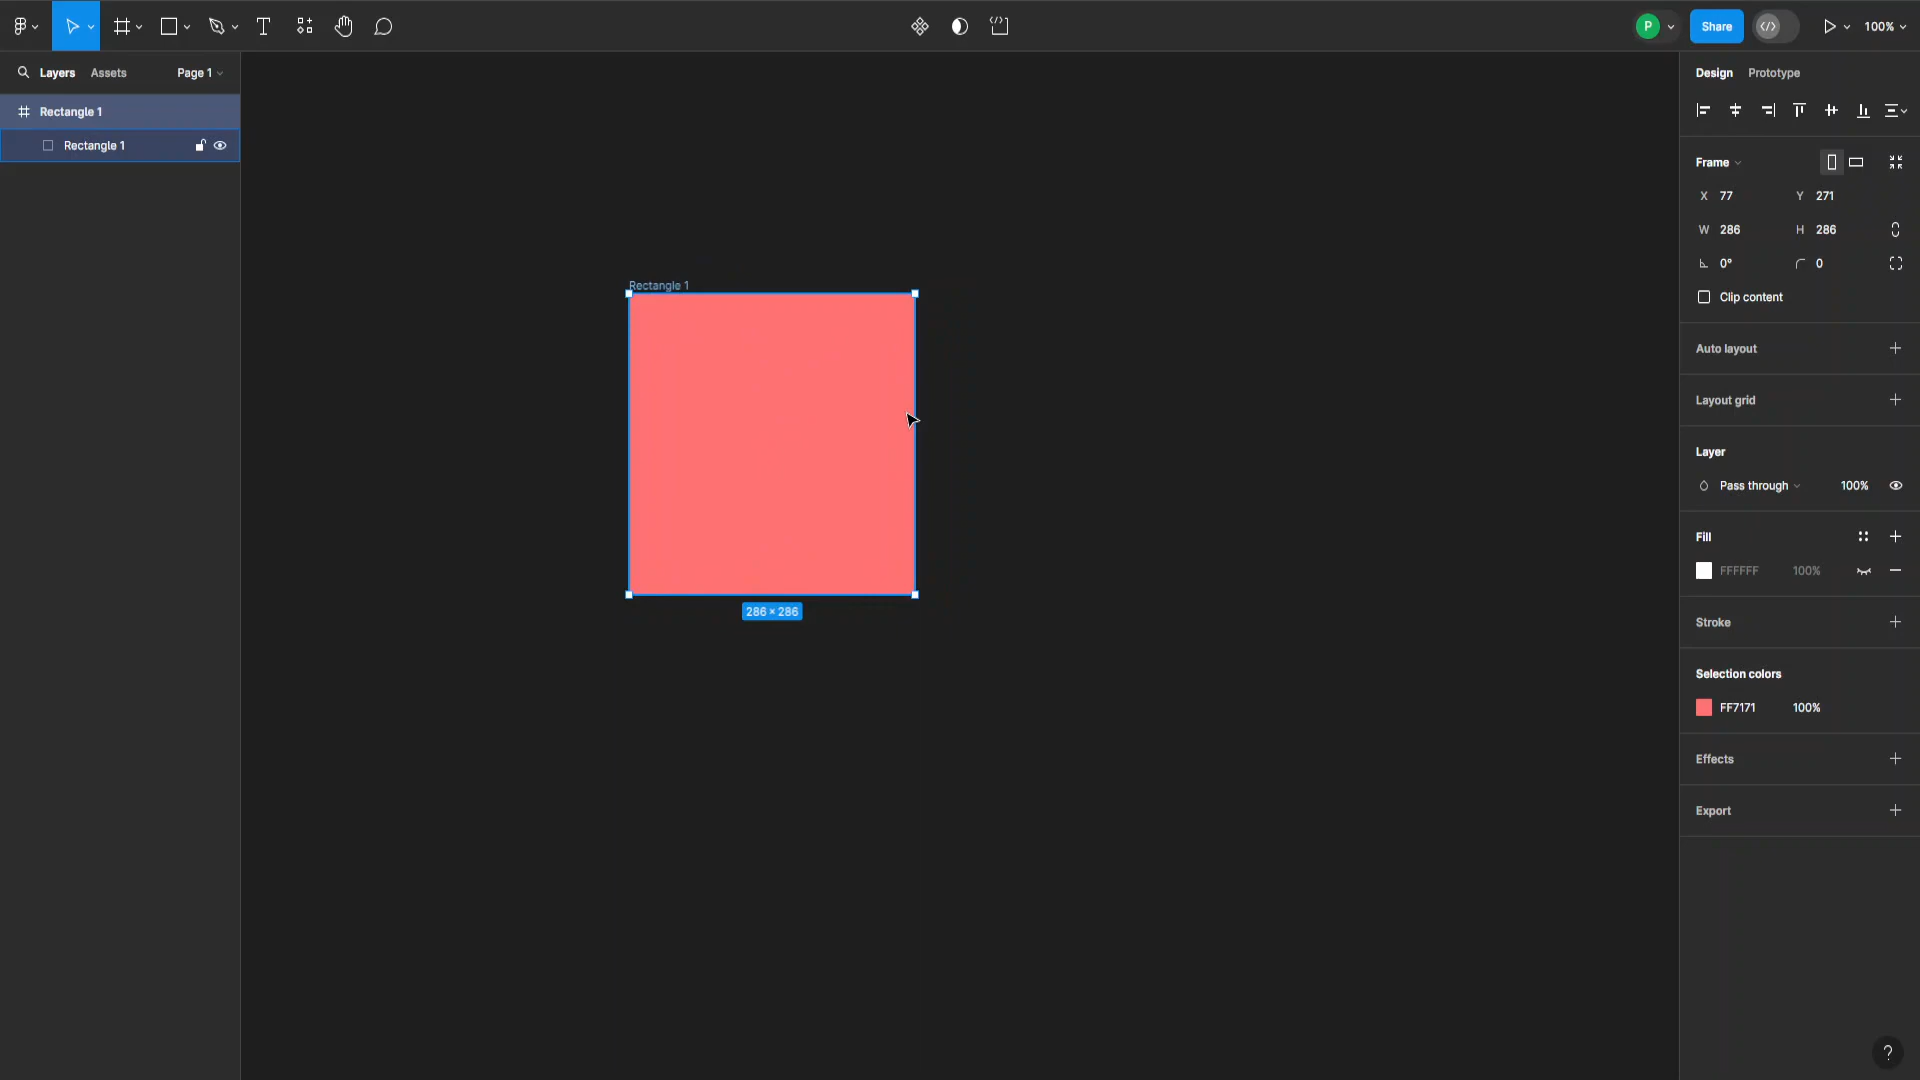 P
Share
100%
Layers
Assets
Page 1
Design
Prototype
Rectangle 1
Rectangle 1
Frame
X 77
Y 271
W 286
H 286
0°
0
Clip content
Rectangle 1
Auto layout
Layout grid
Layer
Pass through
100%
Fill
FFFFFF
100%
286 × 286
Stroke
Selection colors
FF7171
100%
Effects
Export
?